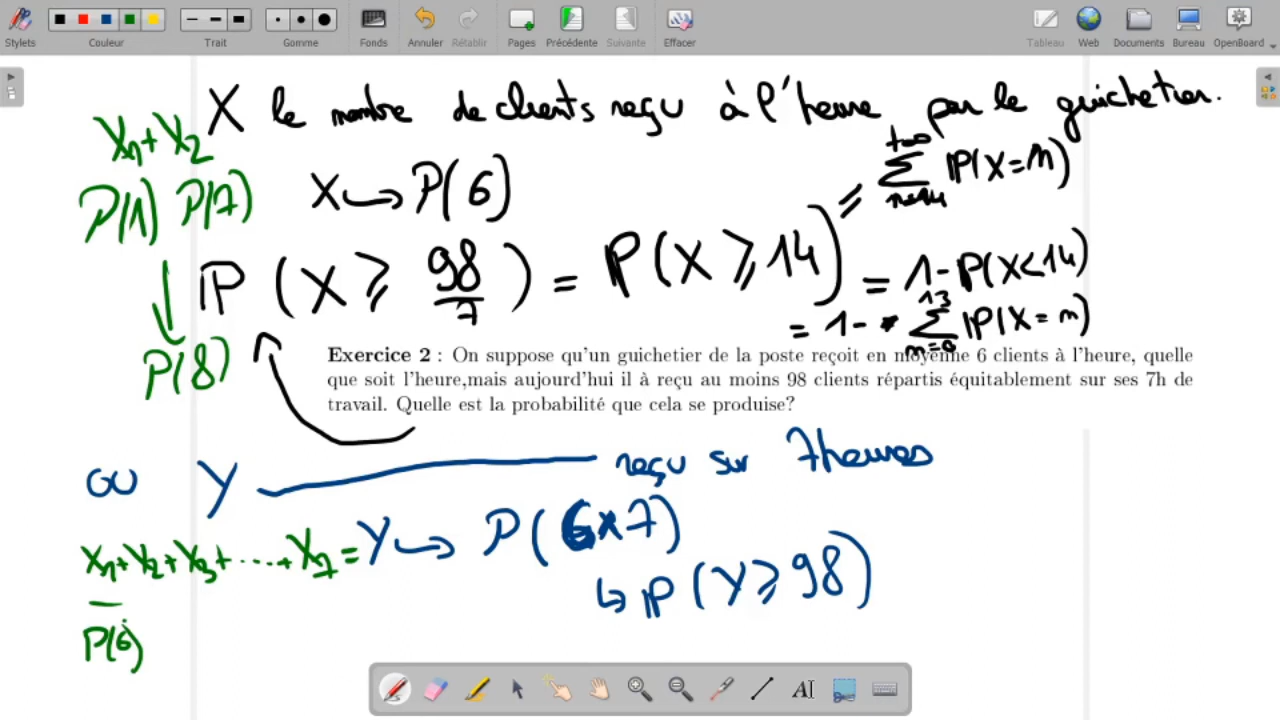 Stylets Couleur Trait Gomme Fonds Annuler Rétablir Pages Précédente Suivante Effacer Tableau Web Documents Bureau OpenBoard
X le nombre de clients reçu à l'heure par le guichetier.
X₁+X₂
P(1) P(7)
↓
P(8)
X ↪ P(6)
ℙ(X ⩾ 98/7) = ℙ(X ⩾ 14)
= ∑ ℙ(X=n)
+∞
= 1 - P(X<14)
= 1 - ∑ ℙ(X=n)
13
n=0
Exercice 2 : On suppose qu'un guichetier de la poste reçoit en moyenne 6 clients à l'heure, quelle
que soit l'heure,mais aujourd'hui il à reçu au moins 98 clients répartis équitablement sur ses 7h de
travail. Quelle est la probabilité que cela se produise?
ou Y ――― reçu sur 7heures
X₁+X₂+X₃+....+X₇ = Y ↪ P(6×7)
P(6)
↪ ℙ(Y ⩾ 98)